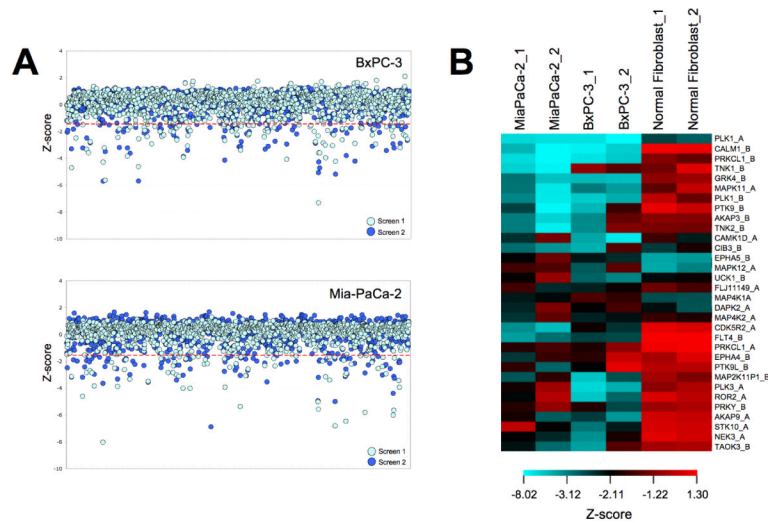 A
BxPC-3
4
2
0
-2
-4
-6
-8
-10
Z-score
Screen 1
Screen 2
Mia-PaCa-2
4
2
0
-2
-4
-6
-8
-10
Z-score
Screen 1
Screen 2
B
MiaPaCa-2_1
MiaPaCa-2_2
BxPC-3_1
BxPC-3_2
Normal Fibroblast_1
Normal Fibroblast_2
PLK1_A
CALM1_B
PRKCL1_B
TNK1_B
GRK4_B
MAPK11_A
PLK1_B
PTK9_B
AKAP3_B
TNK2_B
CAMK1D_A
CIB3_B
EPHA5_B
MAPK12_A
UCK1_B
FLJ11149_A
MAP4K1A
DAPK2_A
MAP4K2_A
CDK5R2_A
FLT4_B
PRKCL1_A
EPHA4_B
PTK9L_B
MAP2K11P1_B
PLK3_A
ROR2_A
PRKY_B
AKAP9_A
STK10_A
NEK3_A
TAOK3_B
-8.02 -3.12 -2.11 -1.22 1.30
Z-score